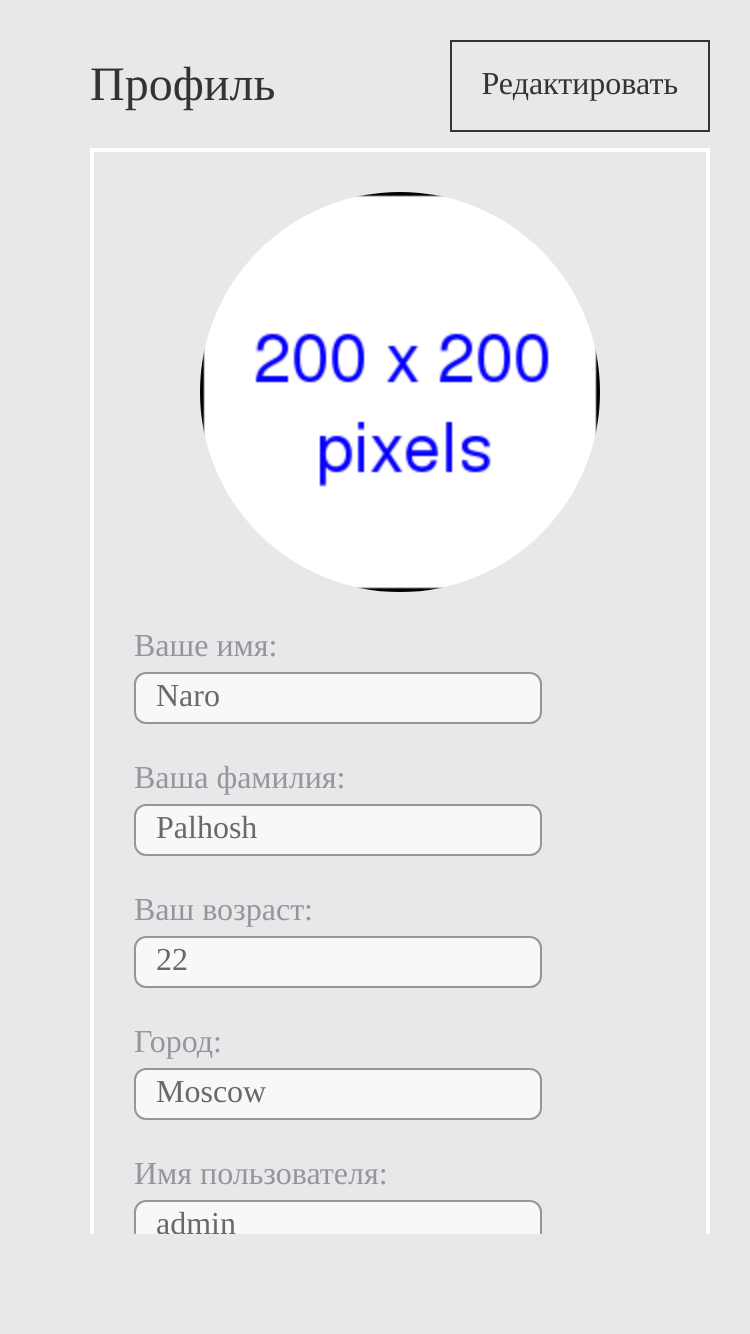 Профиль
Редактировать
200 x 200
pixels
Ваше имя:
Naro
Ваша фамилия:
Palhosh
Ваш возраст:
22
Город:
Moscow
Имя пользователя:
admin